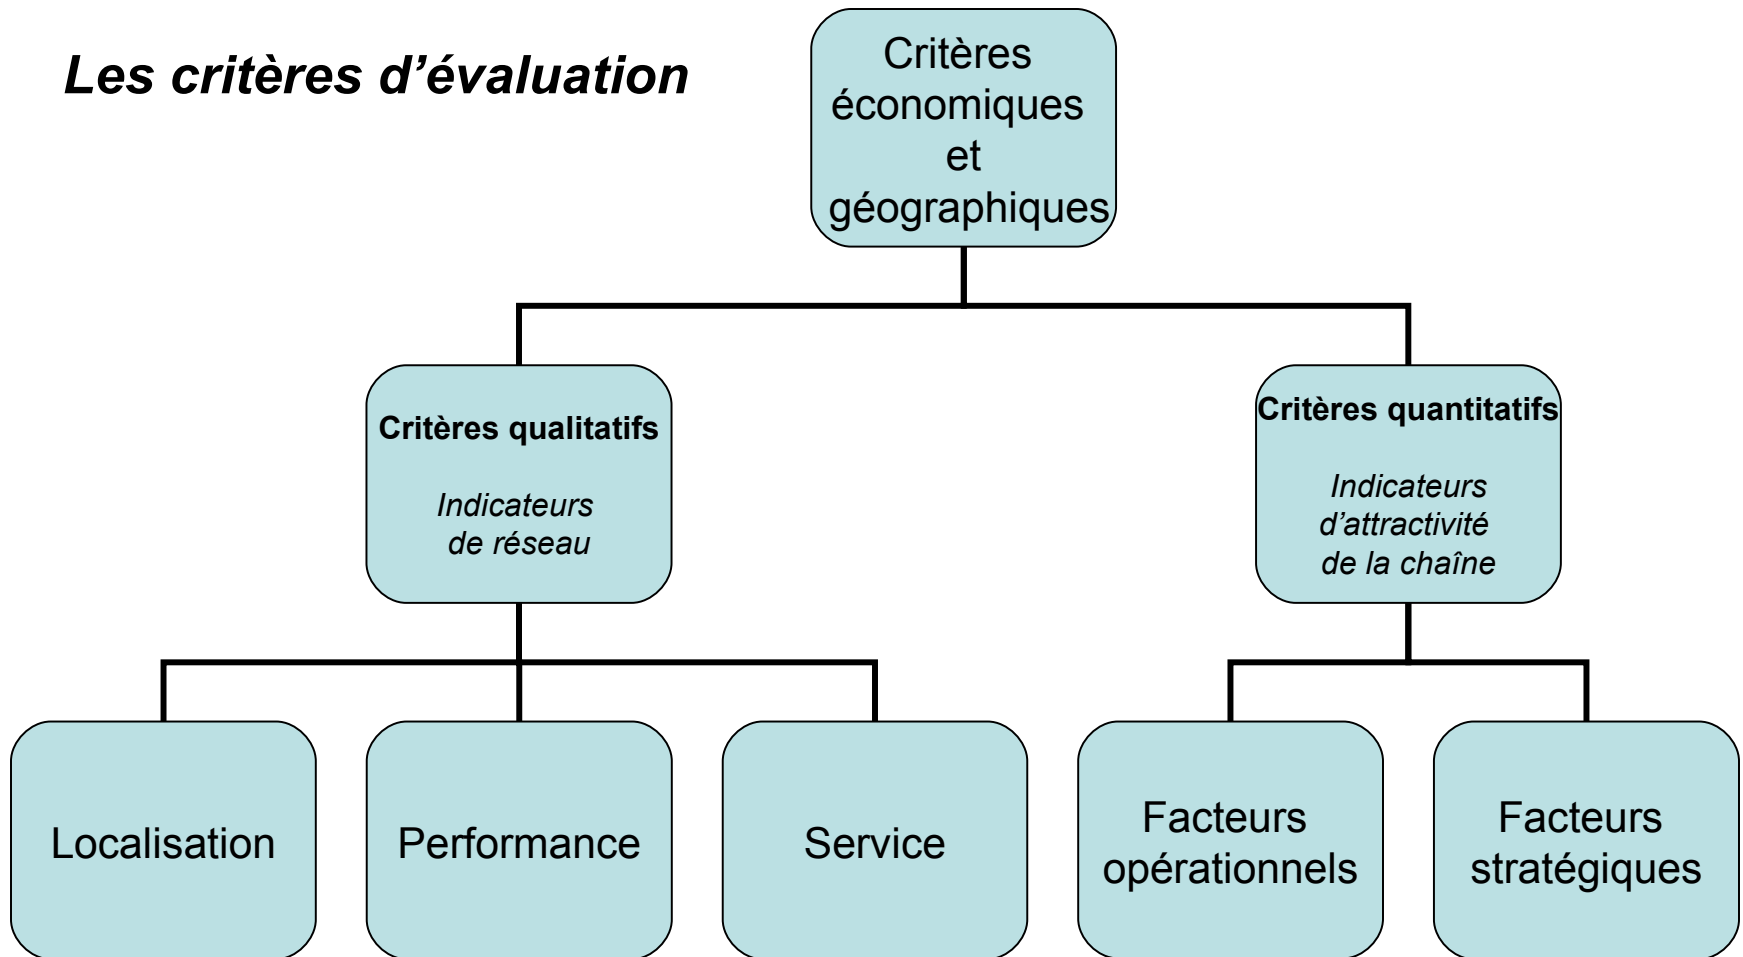 Les critères d’évaluation
Critères
économiques
et
géographiques
Critères qualitatifs
Indicateurs
de réseau
Critères quantitatifs
Indicateurs
d’attractivité
de la chaîne
Localisation
Performance
Service
Facteurs
opérationnels
Facteurs
stratégiques